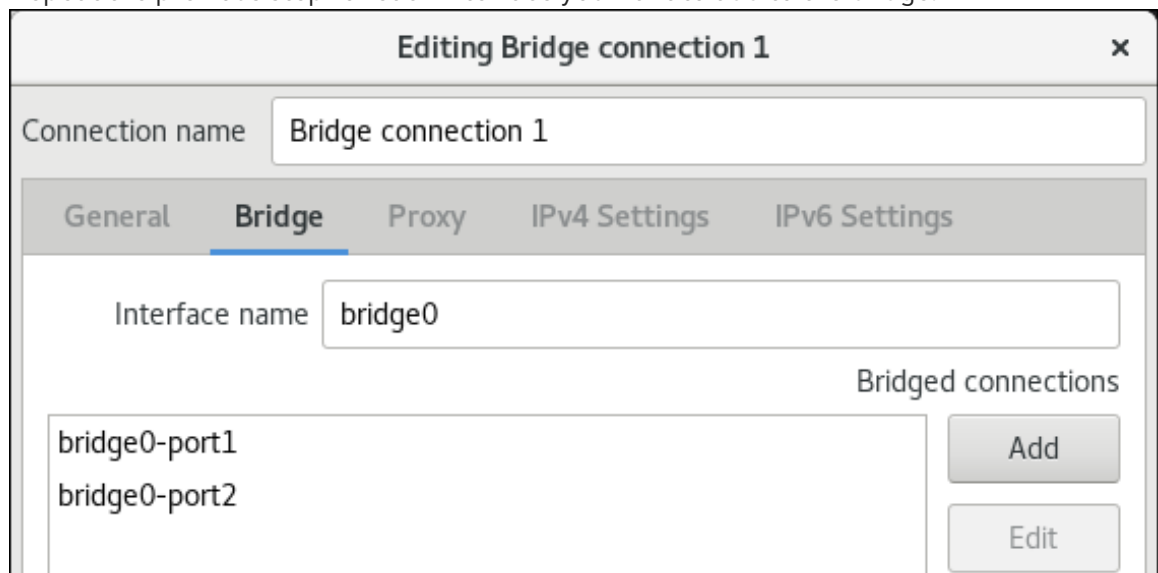 Editing Bridge connection 1 ×
Connection name Bridge connection 1
General Bridge Proxy IPv4 Settings IPv6 Settings
Interface name bridge0
Bridged connections
bridge0-port1 Add
bridge0-port2
Edit